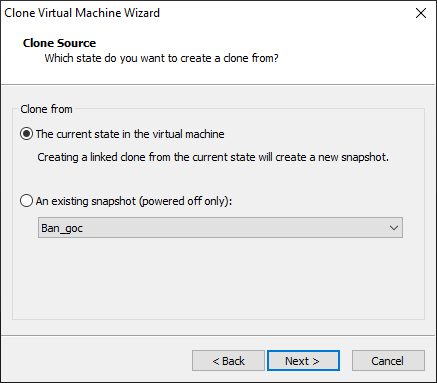 Clone Virtual Machine Wizard
Clone Source
Which state do you want to create a clone from?
Clone from
The current state in the virtual machine
Creating a linked clone from the current state will create a new snapshot.
An existing snapshot (powered off only):
Ban_goc
< Back
Next >
Cancel